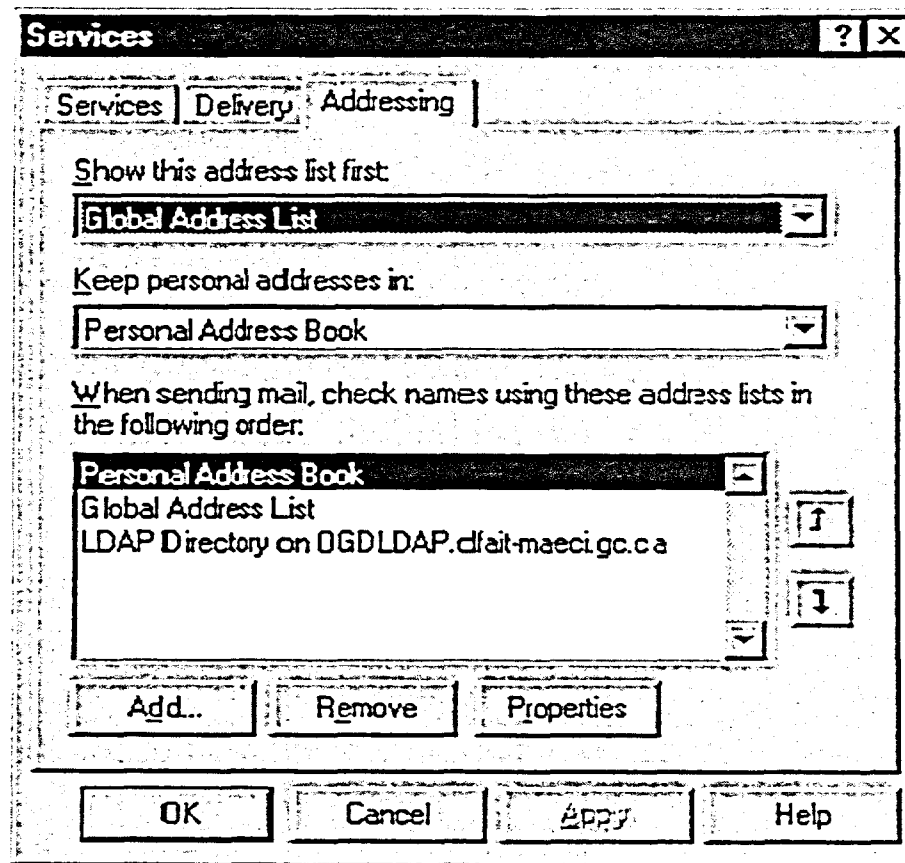 Services
Services Delivery Addressing
Show this address list first:
Global Address List
Keep personal addresses in:
Personal Address Book
When sending mail, check names using these address lists in
the following order:
Personal Address Book
Global Address List
LDAP Directory on OGDLDAP.dfait-maeci.gc.ca
Add... Remove Properties
OK Cancel Apply Help